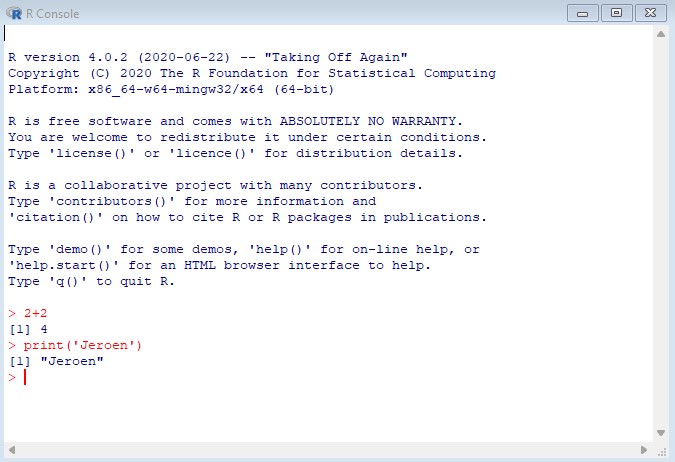 R Console
R version 4.0.2 (2020-06-22) -- "Taking Off Again"
Copyright (C) 2020 The R Foundation for Statistical Computing
Platform: x86_64-w64-mingw32/x64 (64-bit)
R is free software and comes with ABSOLUTELY NO WARRANTY.
You are welcome to redistribute it under certain conditions.
Type 'license()' or 'licence()' for distribution details.
R is a collaborative project with many contributors.
Type 'contributors()' for more information and
'citation()' on how to cite R or R packages in publications.
Type 'demo()' for some demos, 'help()' for on-line help, or
'help.start()' for an HTML browser interface to help.
Type 'q()' to quit R.
> 2+2
[1] 4
> print('Jeroen')
[1] "Jeroen"
>